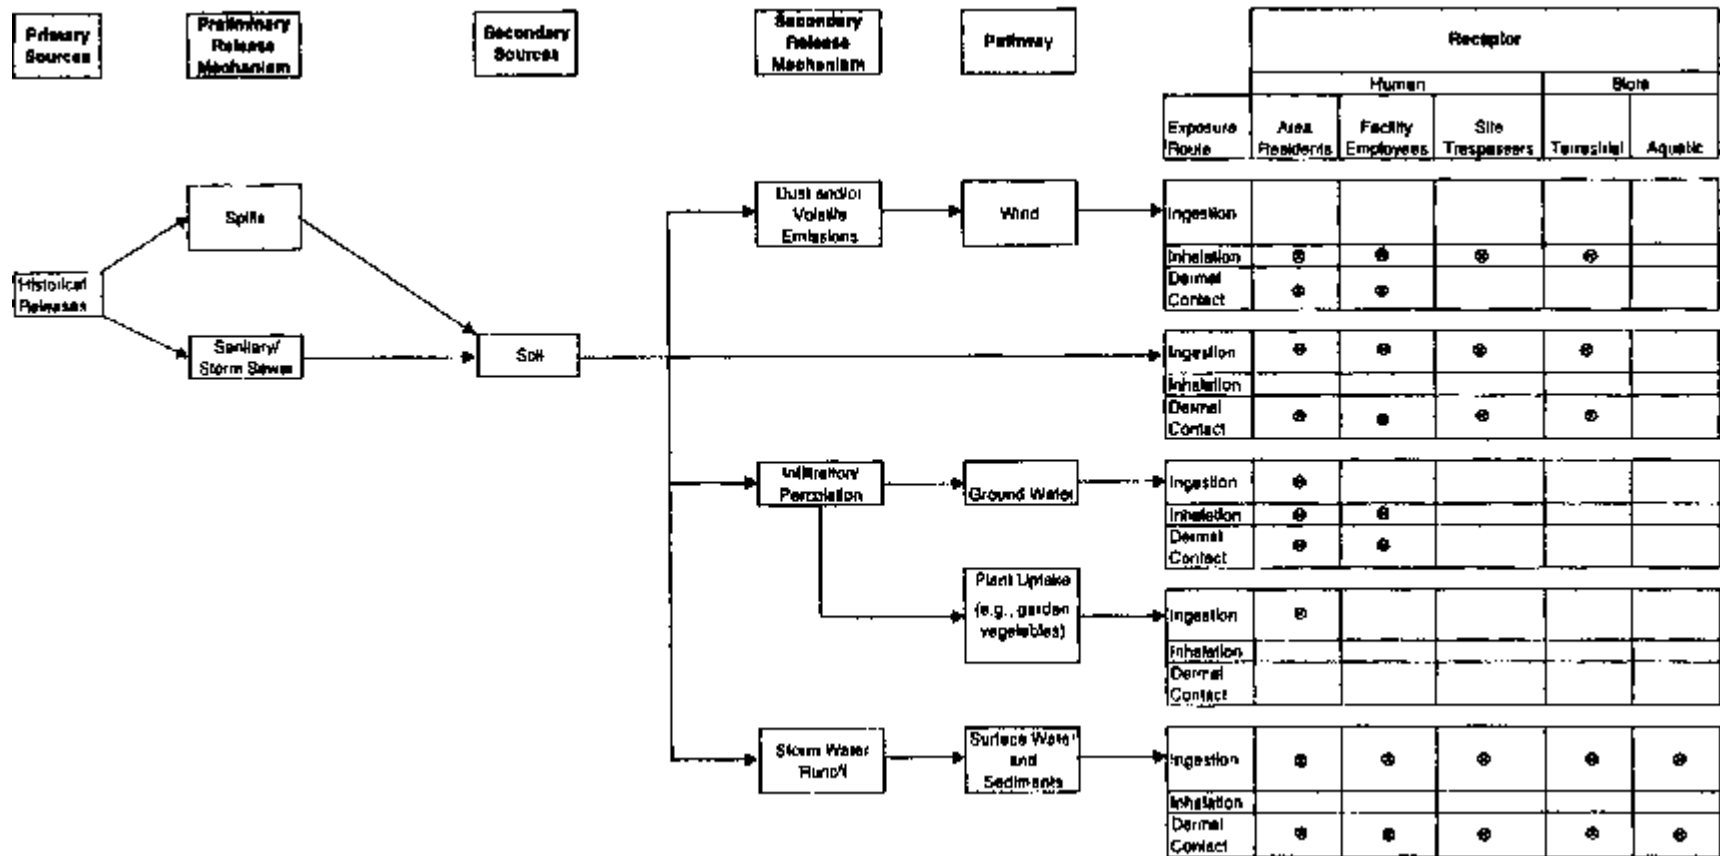 Primary
Sources
Preliminary
Release
Mechanism
Secondary
Sources
Secondary
Release
Mechanism
Pathway
Receptor
Human
Biota
Exposure
Route
Area
Residents
Facility
Employees
Site
Trespassers
Terrestrial
Aquatic
Historical
Releases
Spills
Sanitary/
Storm Sewer
Soil
Dust and/or
Volatile
Emissions
Wind
Ingestion
Inhalation
Dermal
Contact
Ingestion
Inhalation
Dermal
Contact
Infiltration/
Percolation
Ground Water
Ingestion
Inhalation
Dermal
Contact
Plant Uptake
(e.g., garden
vegetables)
Ingestion
Inhalation
Dermal
Contact
Storm Water
Runoff
Surface Water
and
Sediments
Ingestion
Inhalation
Dermal
Contact